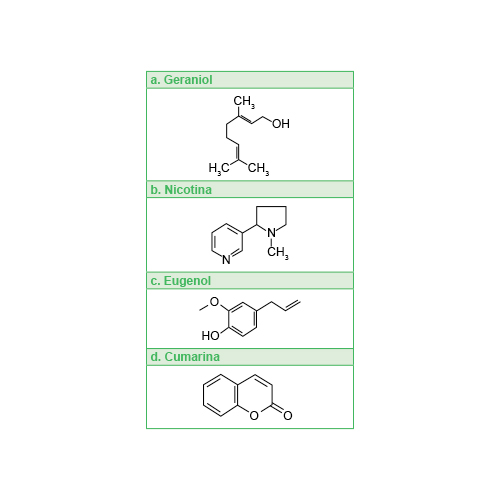 a. Geraniol
CH₃
OH
H₃C CH₃
b. Nicotina
N
CH₃
N
c. Eugenol
O
HO
d. Cumarina
O O